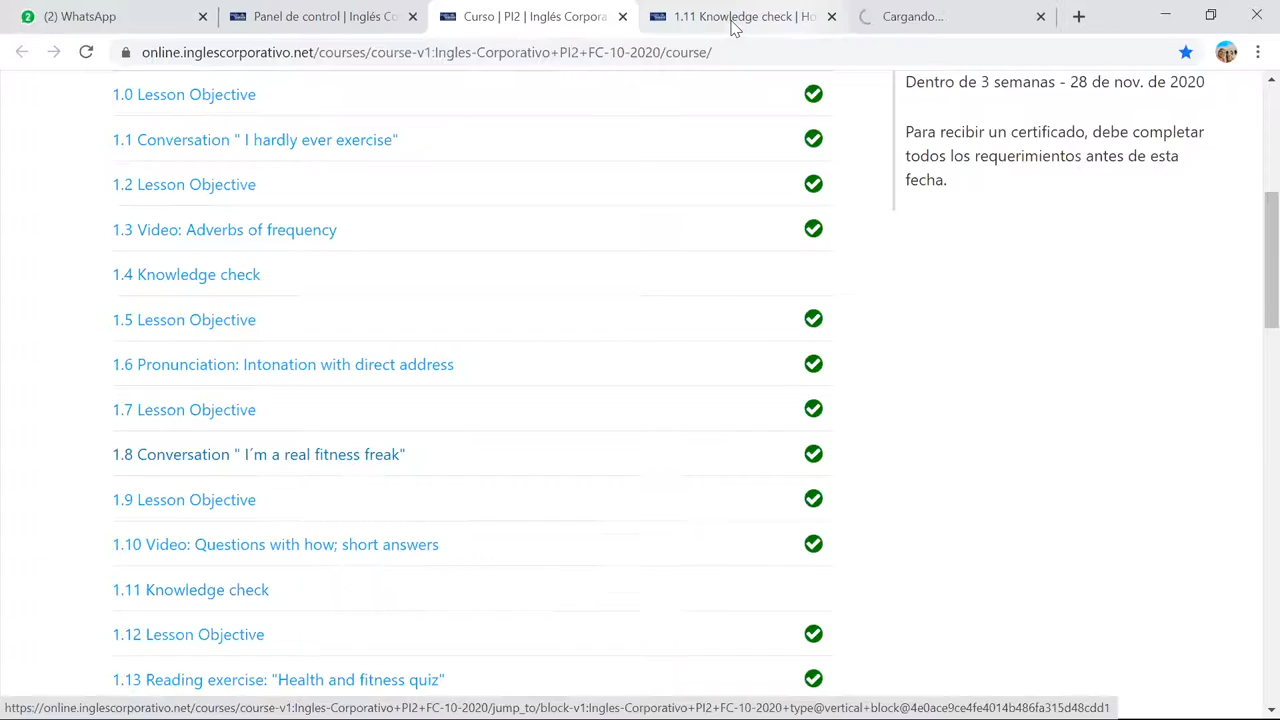 2 (2) WhatsApp
Panel de control | Inglés Co
Curso | PI2 | Inglés Corpora
1.11 Knowledge check | Ho
Cargando...
online.inglescorporativo.net/courses/course-v1:Ingles-Corporativo+PI2+FC-10-2020/course/
1.0 Lesson Objective
1.1 Conversation " I hardly ever exercise"
1.2 Lesson Objective
1.3 Video: Adverbs of frequency
1.4 Knowledge check
1.5 Lesson Objective
1.6 Pronunciation: Intonation with direct address
1.7 Lesson Objective
1.8 Conversation " I´m a real fitness freak"
1.9 Lesson Objective
1.10 Video: Questions with how; short answers
1.11 Knowledge check
1.12 Lesson Objective
1.13 Reading exercise: "Health and fitness quiz"
Dentro de 3 semanas - 28 de nov. de 2020
Para recibir un certificado, debe completar
todos los requerimientos antes de esta
fecha.
https://online.inglescorporativo.net/courses/course-v1:Ingles-Corporativo+PI2+FC-10-2020/jump_to/block-v1:Ingles-Corporativo+PI2+FC-10-2020+type@vertical+block@4e0ace9ce4fe4014b486fa315d48cdd1